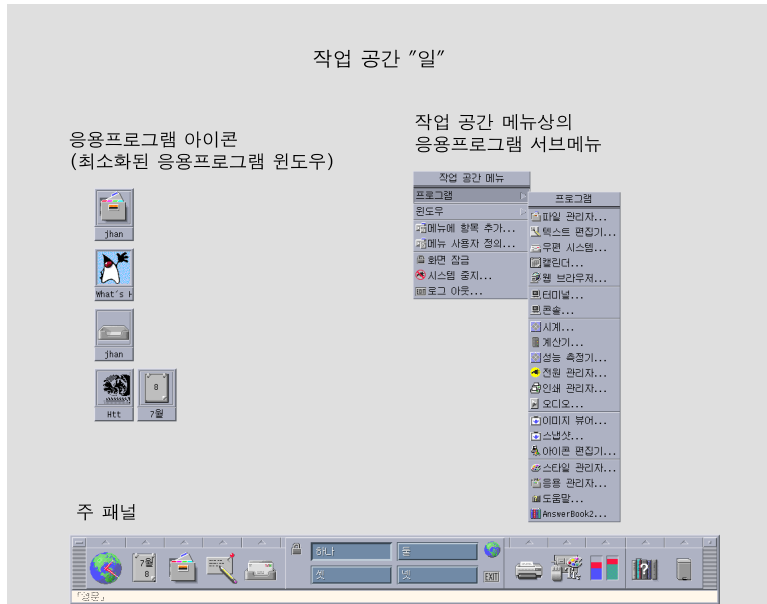 작업 공간 "일"
응용프로그램 아이콘
(최소화된 응용프로그램 윈도우)
jhan
What's H
jhan
Htt
8
7월
작업 공간 메뉴상의
응용프로그램 서브메뉴
작업 공간 메뉴
프로그램
윈도우
메뉴에 항목 추가...
메뉴 사용자 정의...
화면 잠금
시스템 중지...
로그 아웃...
프로그램
파일 관리자...
텍스트 편집기...
우편 시스템...
캘린더...
웹 브라우저...
터미널...
콘솔...
시계...
계산기...
성능 측정기...
전원 관리자...
인쇄 관리자...
오디오...
이미지 뷰어...
스냅샷...
아이콘 편집기...
스타일 관리자...
응용 관리자...
도움말...
AnswerBook2...
주 패널
7월
8
하나
둘
셋
넷
EXIT
?
「영문」